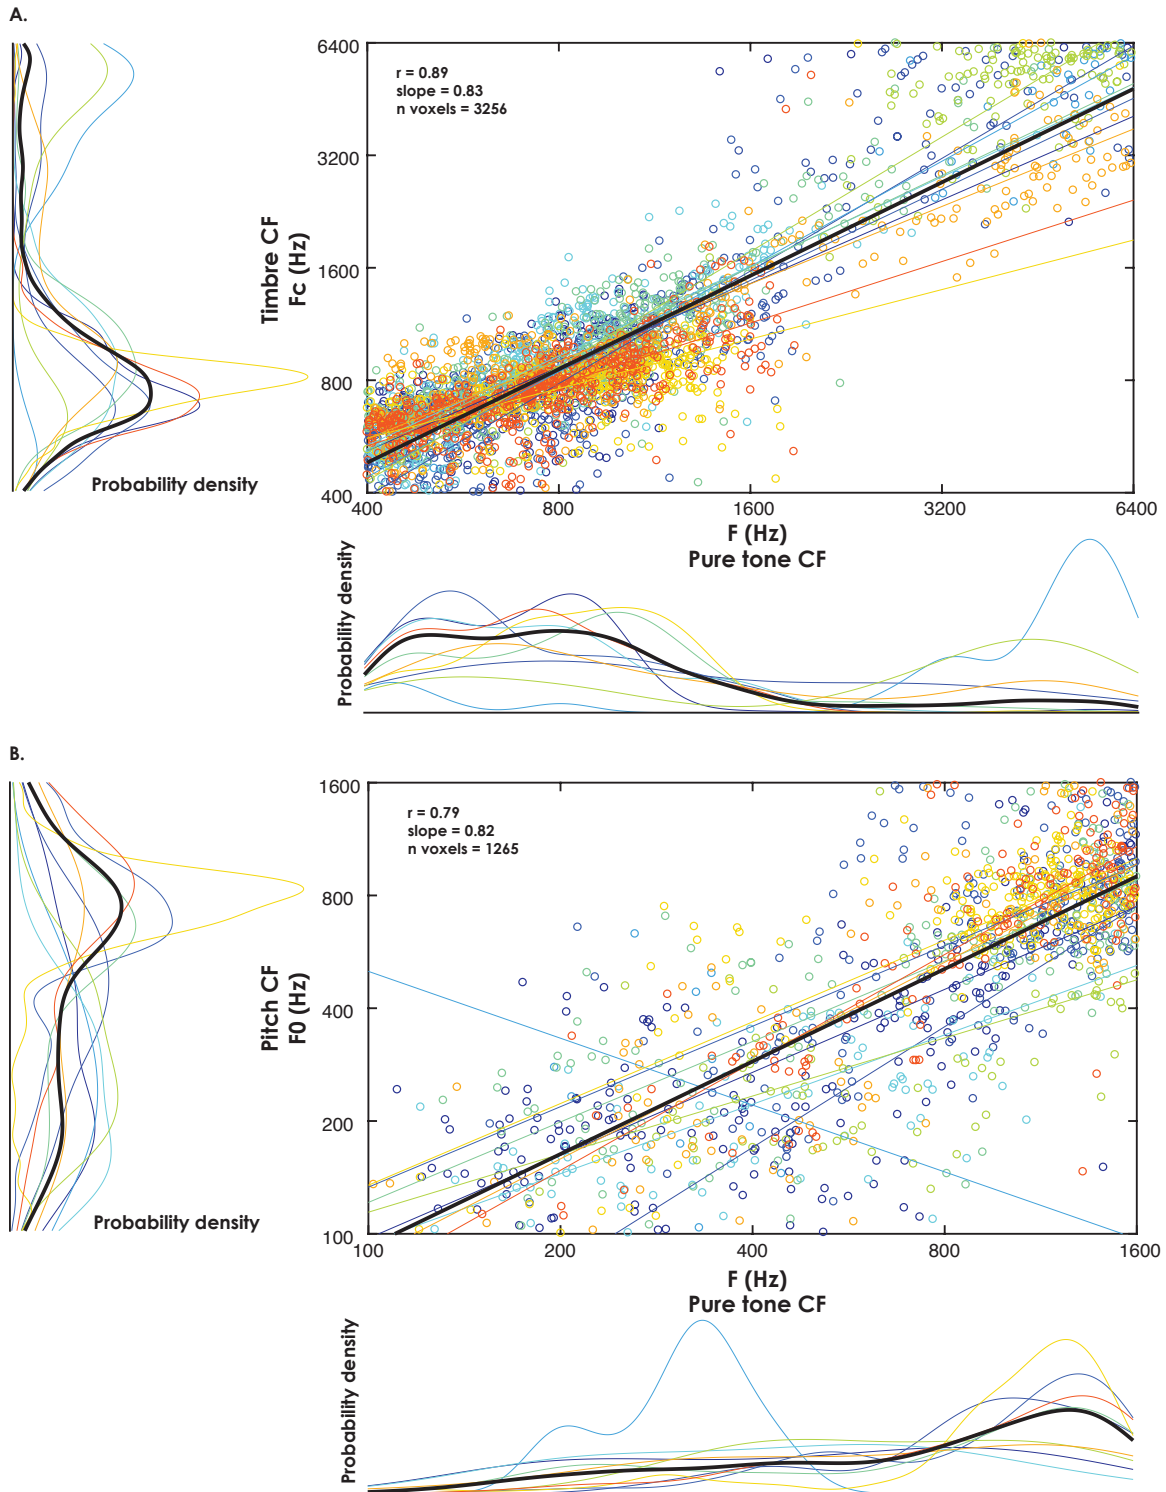 A.
6400
3200
1600
800
400
Timbre CF
Fc (Hz)
r = 0.89
slope = 0.83
n voxels = 3256
Probability density
400
800
1600
3200
6400
F (Hz)
Pure tone CF
Probability density
B.
1600
800
400
200
100
Pitch CF
F0 (Hz)
r = 0.79
slope = 0.82
n voxels = 1265
Probability density
100
200
400
800
1600
F (Hz)
Pure tone CF
Probability density